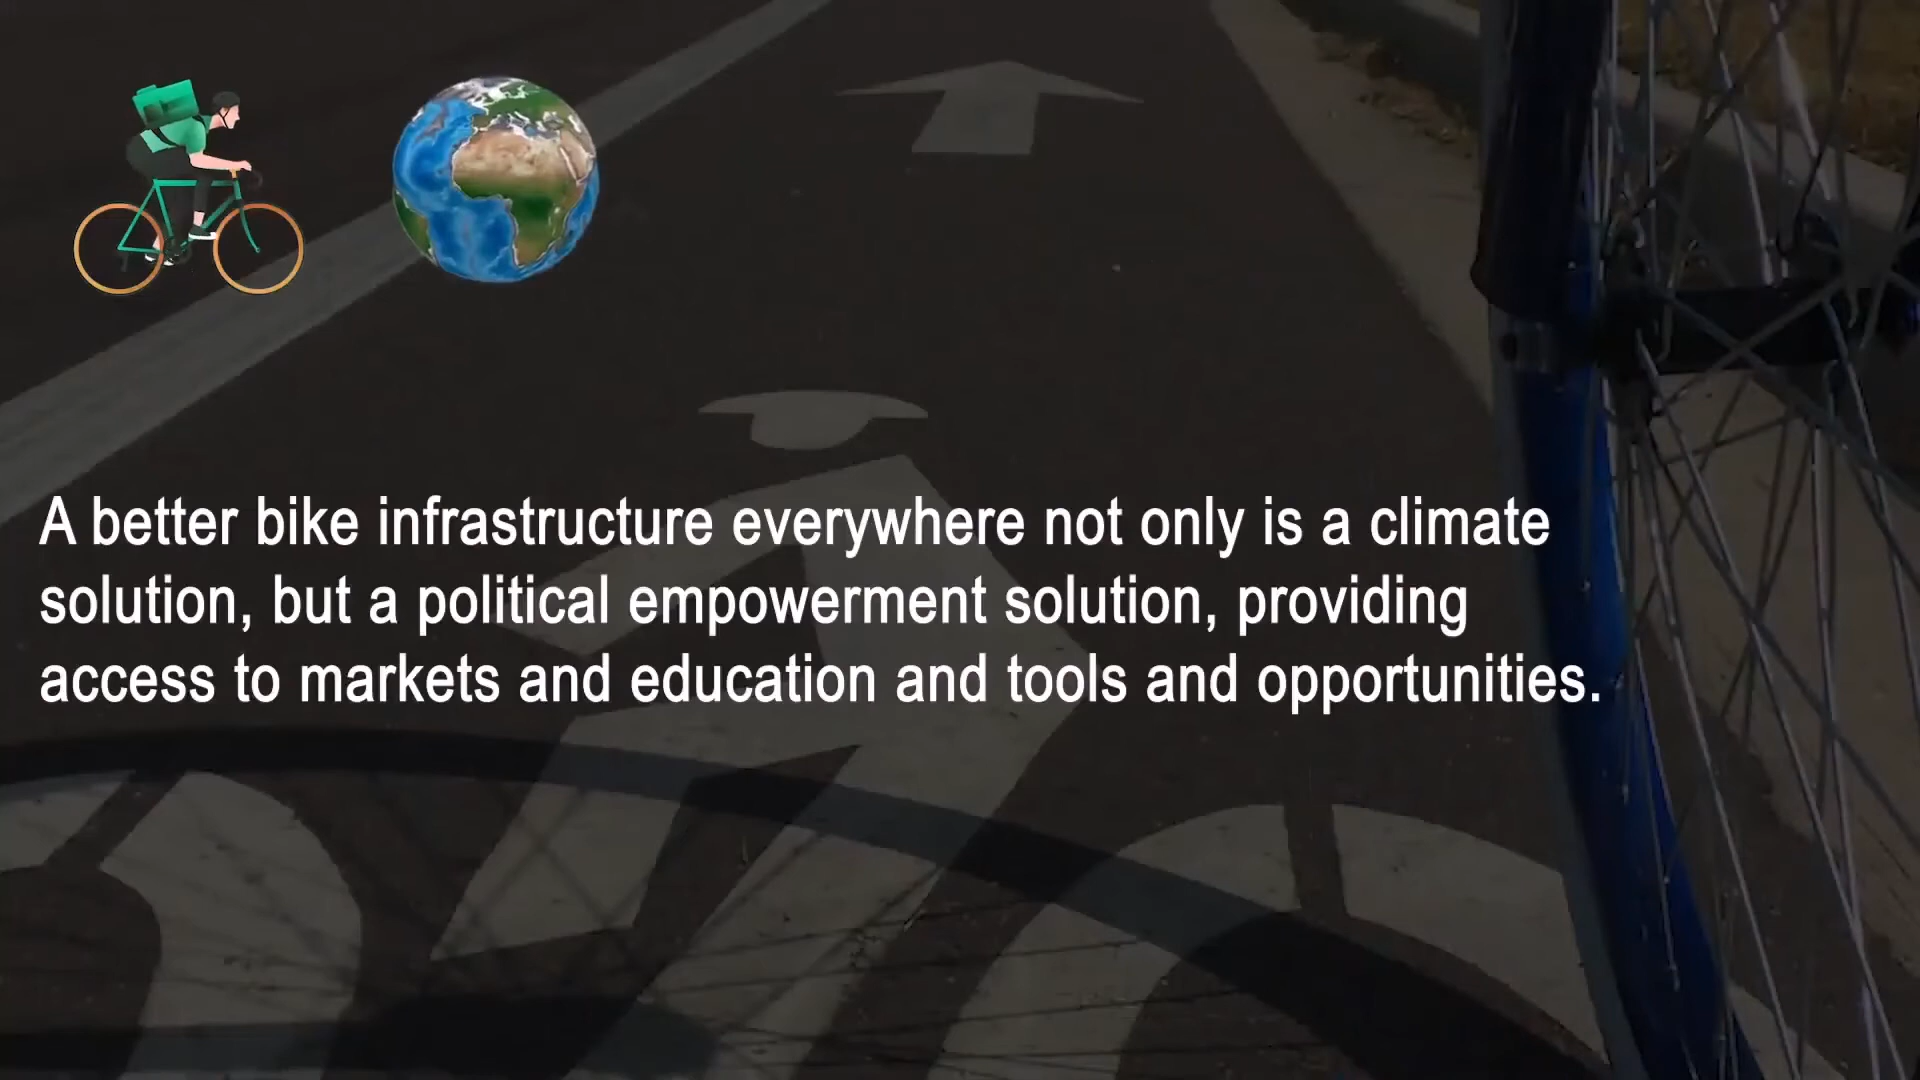 A better bike infrastructure everywhere not only is a climate
solution, but a political empowerment solution, providing
access to markets and education and tools and opportunities.